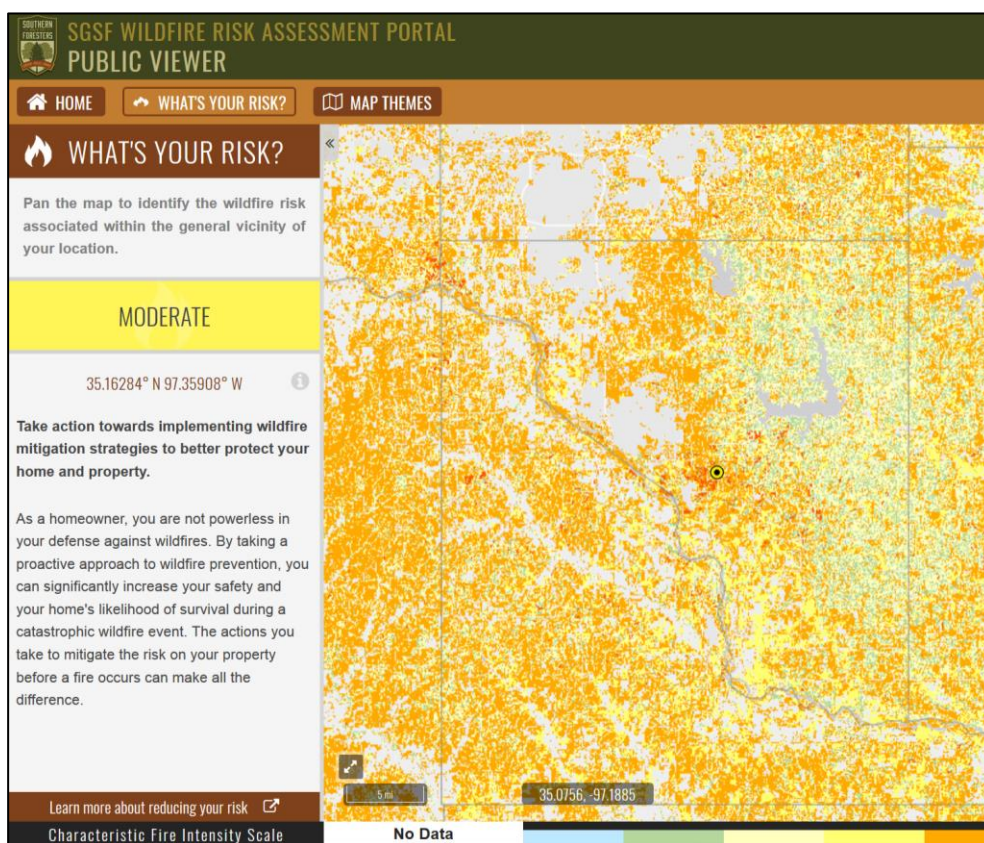 SOUTHERN
FORESTERS
SGSF WILDFIRE RISK ASSESSMENT PORTAL
PUBLIC VIEWER
HOME
WHAT'S YOUR RISK?
MAP THEMES
WHAT'S YOUR RISK?
Pan the map to identify the wildfire risk
associated within the general vicinity of
your location.
MODERATE
35.16284° N 97.35908° W
Take action towards implementing wildfire
mitigation strategies to better protect your
home and property.
As a homeowner, you are not powerless in
your defense against wildfires. By taking a
proactive approach to wildfire prevention, you
can significantly increase your safety and
your home's likelihood of survival during a
catastrophic wildfire event. The actions you
take to mitigate the risk on your property
before a fire occurs can make all the
difference.
Learn more about reducing your risk
Characteristic Fire Intensity Scale
«
5 mi
35.0756, -97.1885
No Data